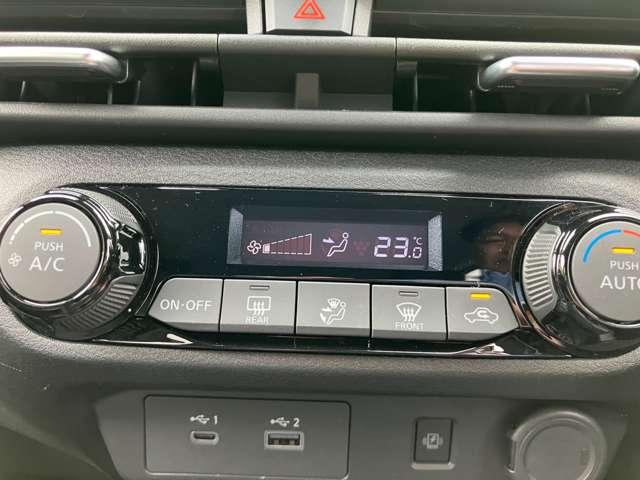 PUSH
A/C
23.0
°C
PUSH
AUTO
ON·OFF
REAR
FRONT
1
2